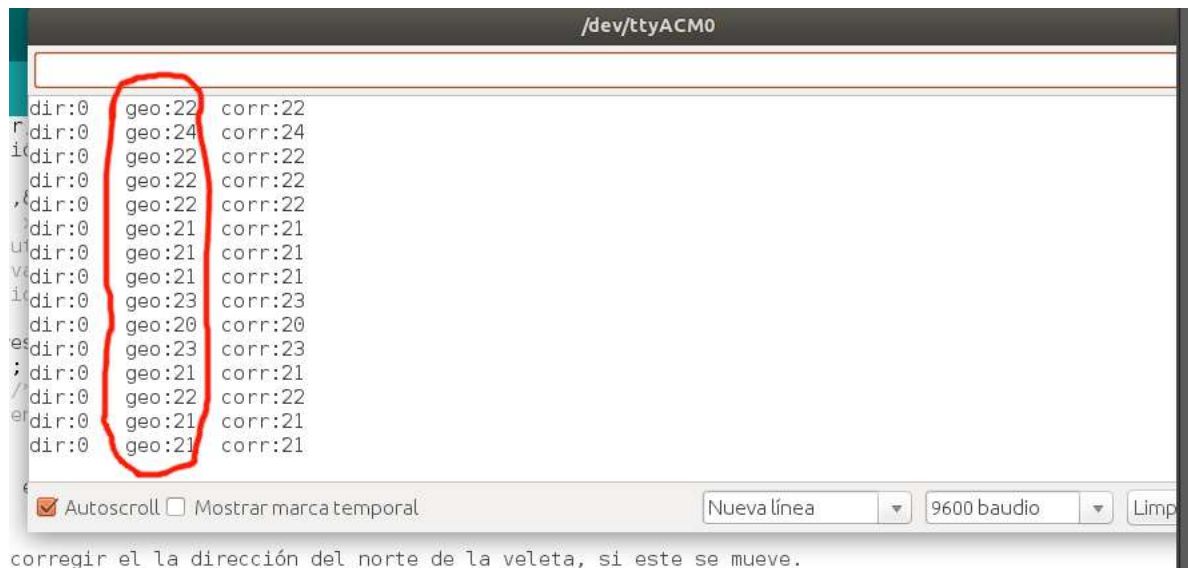 /dev/ttyACM0
dir:0 geo:22 corr:22
dir:0 geo:24 corr:24
dir:0 geo:22 corr:22
dir:0 geo:22 corr:22
dir:0 geo:22 corr:22
dir:0 geo:21 corr:21
dir:0 geo:21 corr:21
dir:0 geo:21 corr:21
dir:0 geo:23 corr:23
dir:0 geo:20 corr:20
dir:0 geo:23 corr:23
dir:0 geo:21 corr:21
dir:0 geo:22 corr:22
dir:0 geo:21 corr:21
dir:0 geo:21 corr:21
Autoscroll Mostrar marca temporal Nueva línea 9600 baudio Limp
corregir el la dirección del norte de la veleta, si este se mueve.